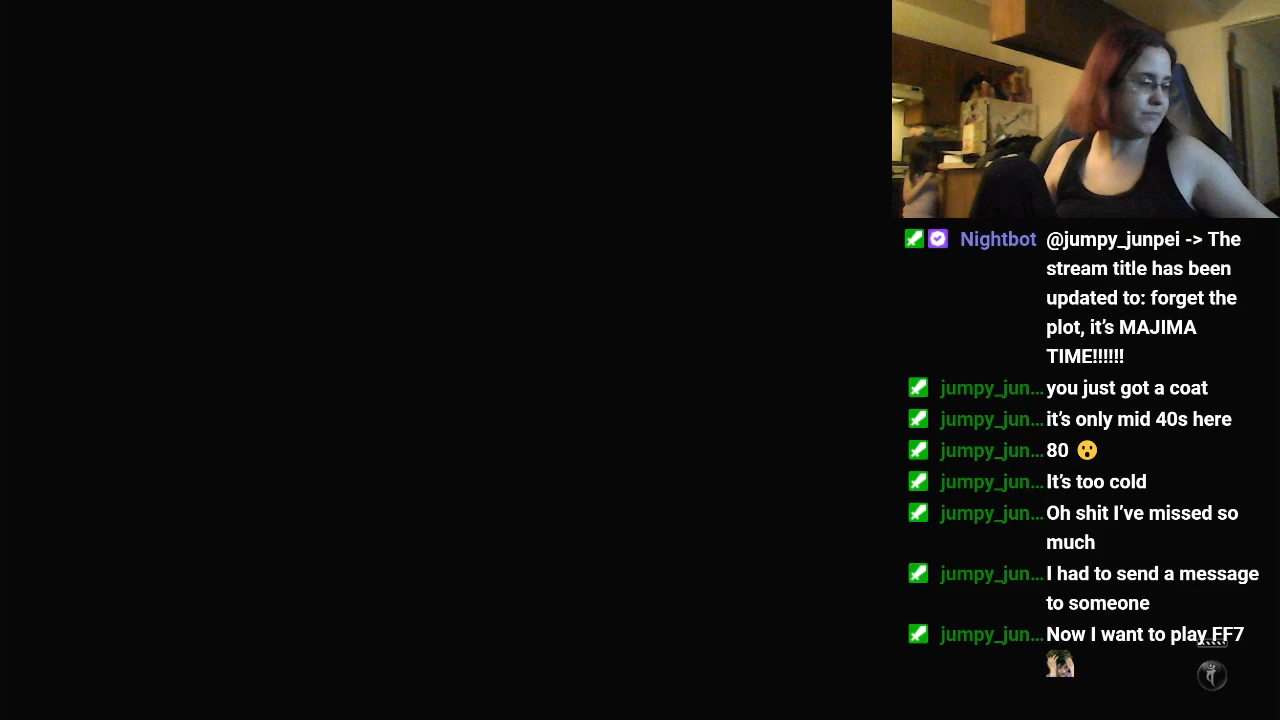 Nightbot @jumpy_junpei -> The
stream title has been
updated to: forget the
plot, it’s MAJIMA
TIME!!!!!!
jumpy_jun… you just got a coat
jumpy_jun… it’s only mid 40s here
jumpy_jun… 80 😮
jumpy_jun… It’s too cold
jumpy_jun… Oh shit I’ve missed so
much
jumpy_jun… I had to send a message
to someone
jumpy_jun… Now I want to play FF7